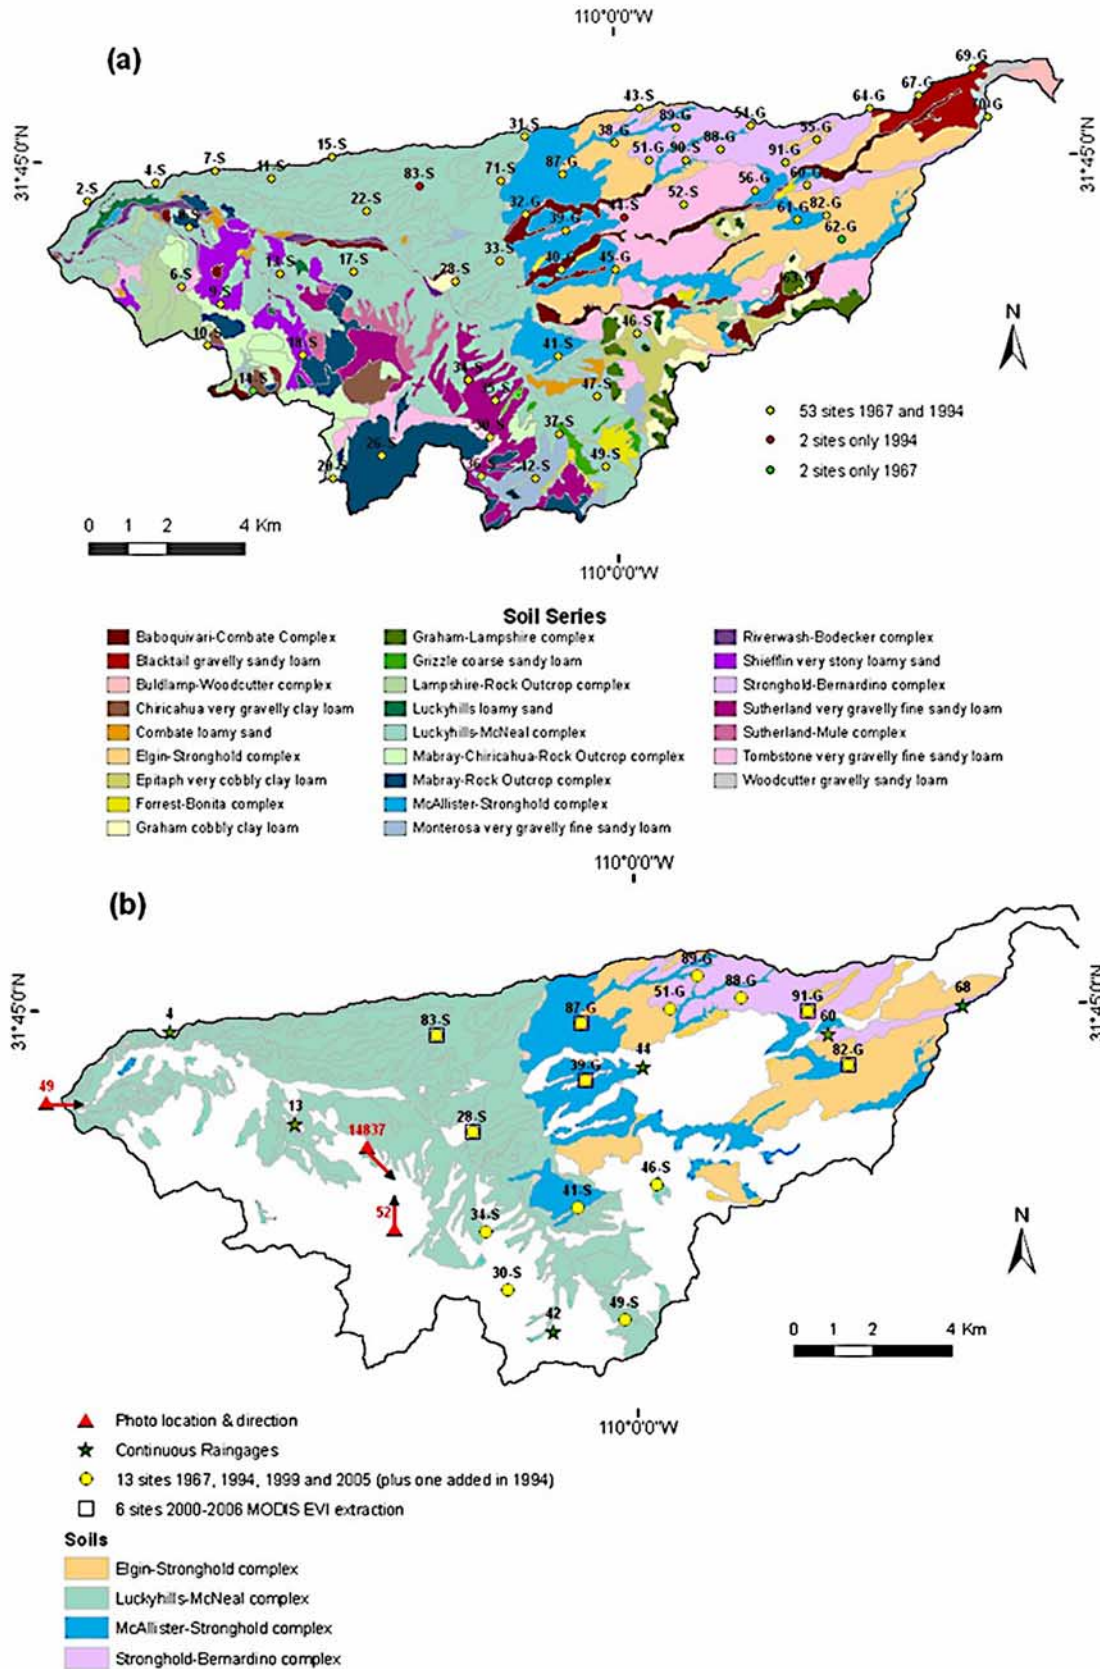 110°0'0"W
(a)
69-G
67-G
64-G
43-S
54-G
89-G
31-S
38-G
88-G
55-G
31°45'0"N
31°45'0"N
15-S
51-G
90-S
91-G
7-S
11-S
87-G
4-S
83-S
71-S
56-G
60-G
2-S
22-S
32-G
52-S
44-S
39-G
61-G
82-G
62-G
33-S
6-S
13-S
17-S
28-S
40-G
45-G
9-S
N
10-S
18-S
46-S
41-S
14-S
34-S
47-S
53 sites 1967 and 1994
37-S
2 sites only 1994
26-S
49-S
2 sites only 1967
36-S
42-S
0 1 2 4 Km
110°0'0"W
Soil Series
Baboquivari-Combate Complex
Blacktail gravelly sandy loam
Buldlamp-Woodcutter complex
Chiricahua very gravelly clay loam
Combate loamy sand
Elgin-Stronghold complex
Epitaph very cobbly clay loam
Forrest-Bonita complex
Graham cobbly clay loam
Graham-Lampshire complex
Grizzle coarse sandy loam
Lampshire-Rock Outcrop complex
Luckyhills loamy sand
Luckyhills-McNeal complex
Mabray-Chiricahua-Rock Outcrop complex
Mabray-Rock Outcrop complex
McAllister-Stronghold complex
Monterosa very gravelly fine sandy loam
Riverwash-Bodecker complex
Shiefflin very stony loamy sand
Stronghold-Bernardino complex
Sutherland very gravelly fine sandy loam
Sutherland-Mule complex
Tombstone very gravelly fine sandy loam
Woodcutter gravelly sandy loam
110°0'0"W
(b)
89-G
88-G
51-G
91-G
68
31°45'0"N
31°45'0"N
4
83-S
87-G
60
44
82-G
39-G
49
13
28-S
14837
46-S
41-S
52
34-S
N
30-S
49-S
42
0 1 2 4 Km
110°0'0"W
Photo location & direction
Continuous Raingages
13 sites 1967, 1994, 1999 and 2005 (plus one added in 1994)
6 sites 2000-2006 MODIS EVI extraction
Soils
Elgin-Stronghold complex
Luckyhills-McNeal complex
McAllister-Stronghold complex
Stronghold-Bernardino complex